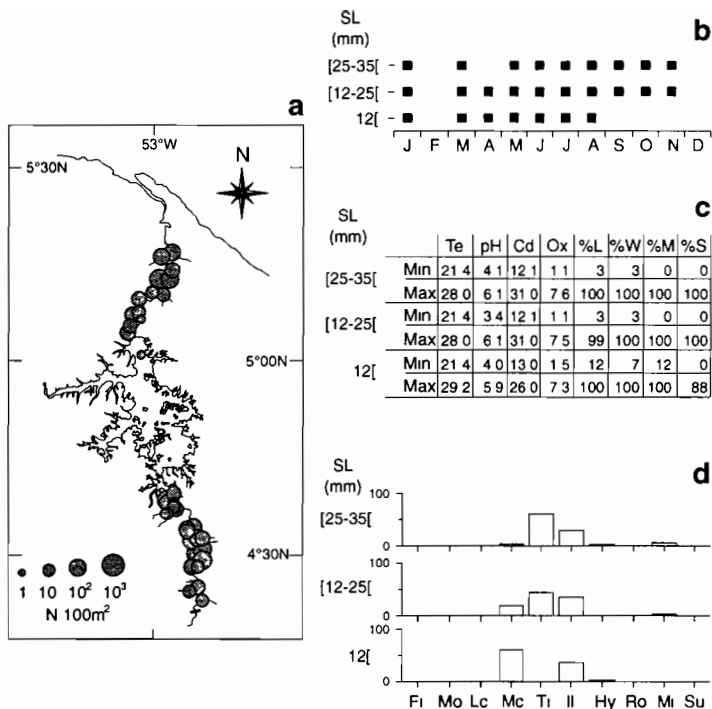 a
53°W
5°30N
N
5°00N
4°30N
1 10 10² 10³
N 100m²
b
SL
(mm)
[25-35[
[12-25[
12[
J F M A M J J A S O N D
c
SL
(mm)
Te pH Cd Ox %L %W %M %S
[25-35[
Min 21 4 4 1 12 1 1 1 3 3 0 0
Max 28 0 6 1 31 0 7 6 100 100 100 100
[12-25[
Min 21 4 3 4 12 1 1 1 3 3 0 0
Max 28 0 6 1 31 0 7 5 99 100 100 100
12[
Min 21 4 4 0 13 0 1 5 12 7 12 0
Max 29 2 5 9 26 0 7 3 100 100 100 88
d
SL
(mm)
100
[25-35[
0
100
[12-25[
0
100
12[
0
Fi Mo Lc Mc Ti Il Hy Ro Mi Su